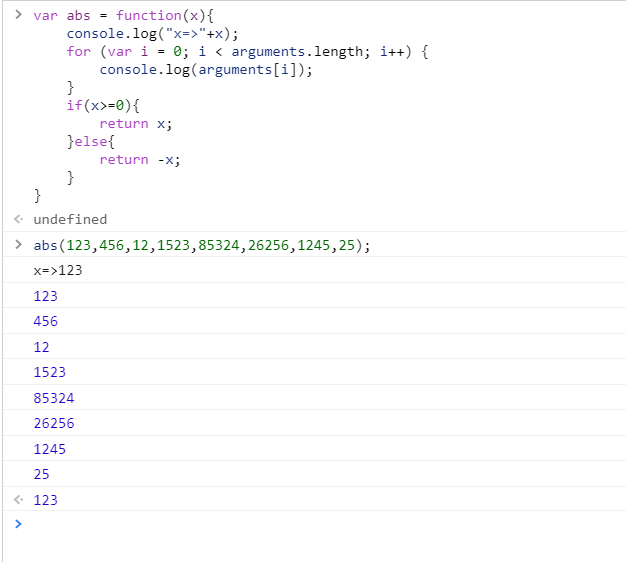 > var abs = function(x){
console.log("x=>"+x);
for (var i = 0; i < arguments.length; i++) {
console.log(arguments[i]);
}
if(x>=0){
return x;
}else{
return -x;
}
}
undefined
> abs(123,456,12,1523,85324,26256,1245,25);
x=>123
123
456
12
1523
85324
26256
1245
25
123
>